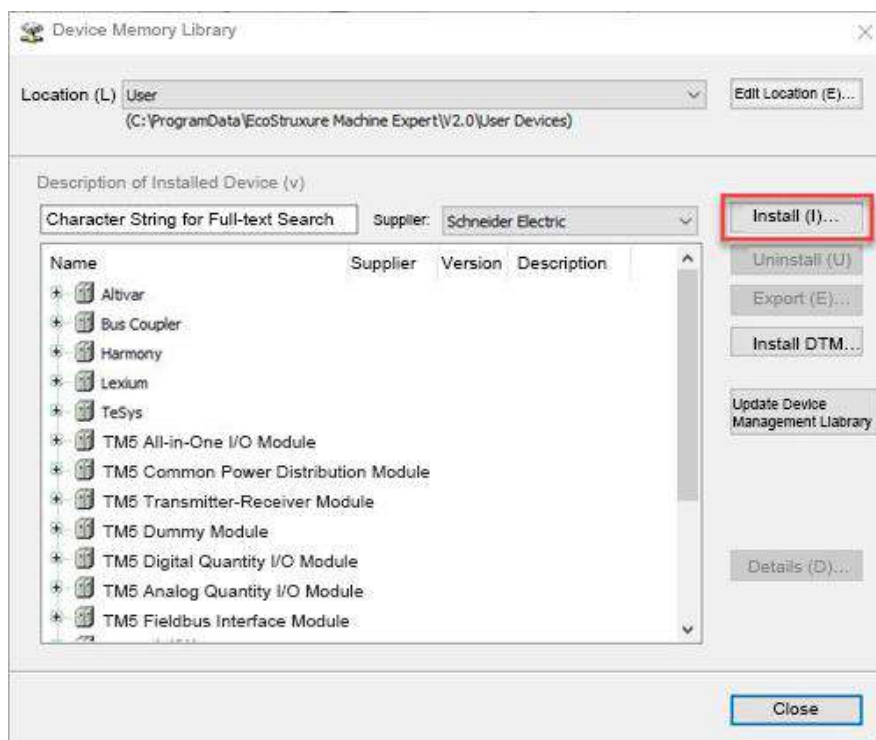 Device Memory Library
Location (L) User
Edit Location (E)...
(C:\ProgramData\EcoStruxure Machine Expert\V2.0\User Devices)
Description of Installed Device (v)
Character String for Full-text Search
Supplier: Schneider Electric
Install (I)...
Name Supplier Version Description
Uninstall (U)
Altivar
Export (E)...
Bus Coupler
Harmony
Install DTM...
Lexium
TeSys
Update Device
Management Llabrary
TM5 All-in-One I/O Module
TM5 Common Power Distribution Module
TM5 Transmitter-Receiver Module
TM5 Dummy Module
TM5 Digital Quantity I/O Module
Details (D)...
TM5 Analog Quantity I/O Module
TM5 Fieldbus Interface Module
Close